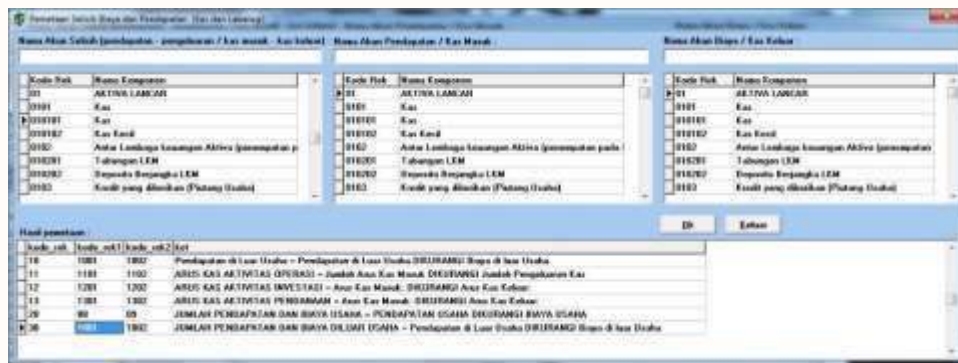 Pemetaan Selisih Biaya dan Pendapatan (Kas dan Labarugi)
Nama Akun Selisih (pendapatan - pengeluaran / kas masuk - kas keluar)
Nama Akun Pendapatan / Kas Masuk :
Nama Akun Biaya / Kas Keluar
Kode Rek Nama Komponen
01 AKTIVA LANCAR
0101 Kas
010101 Kas
010102 Kas Kecil
0102 Antar Lembaga keuangan Aktiva (penempatan p
010201 Tabungan LKM
010202 Deposito Berjangka LKM
0103 Kredit yang diberikan (Piutang Usaha)
Kode Rek Nama Komponen
01 AKTIVA LANCAR
0101 Kas
010101 Kas
010102 Kas Kecil
0102 Antar Lembaga keuangan Aktiva (penempatan pada
010201 Tabungan LKM
010202 Deposito Berjangka LKM
0103 Kredit yang diberikan (Piutang Usaha)
Kode Rek Nama Komponen
01 AKTIVA LANCAR
0101 Kas
010101 Kas
010102 Kas Kecil
0102 Antar Lembaga keuangan Aktiva (penempatan
010201 Tabungan LKM
010202 Deposito Berjangka LKM
0103 Kredit yang diberikan (Piutang Usaha)
Keluar
Hasil pemetaan :
kode_rek kode_rek1 kode_rek2 ket
10 1001 1002 Pendapatan di Luar Usaha - Pendapatan di Luar Usaha DIKURANGI Biaya di luar Usaha
11 1101 1102 ARUS KAS AKTIVITAS OPERASI - Jumlah Arus Kas Masuk DIKURANGI Jumlah Pengeluaran Kas
12 1201 1202 ARUS KAS AKTIVITAS INVESTASI - Arus Kas Masuk: DIKURANGI Arus Kas Keluar:
13 1301 1302 ARUS KAS AKTIVITAS PENDANAAN - Arus Kas Masuk: DIKURANGI Arus Kas Keluar:
20 08 09 JUMLAH PENDAPATAN DAN BIAYA USAHA - PENDAPATAN USAHA DIKURANGI BIAYA USAHA
30 1001 1002 JUMLAH PENDAPATAN DAN BIAYA DILUAR USAHA - Pendapatan di Luar Usaha DIKURANGI Biaya di luar Usaha